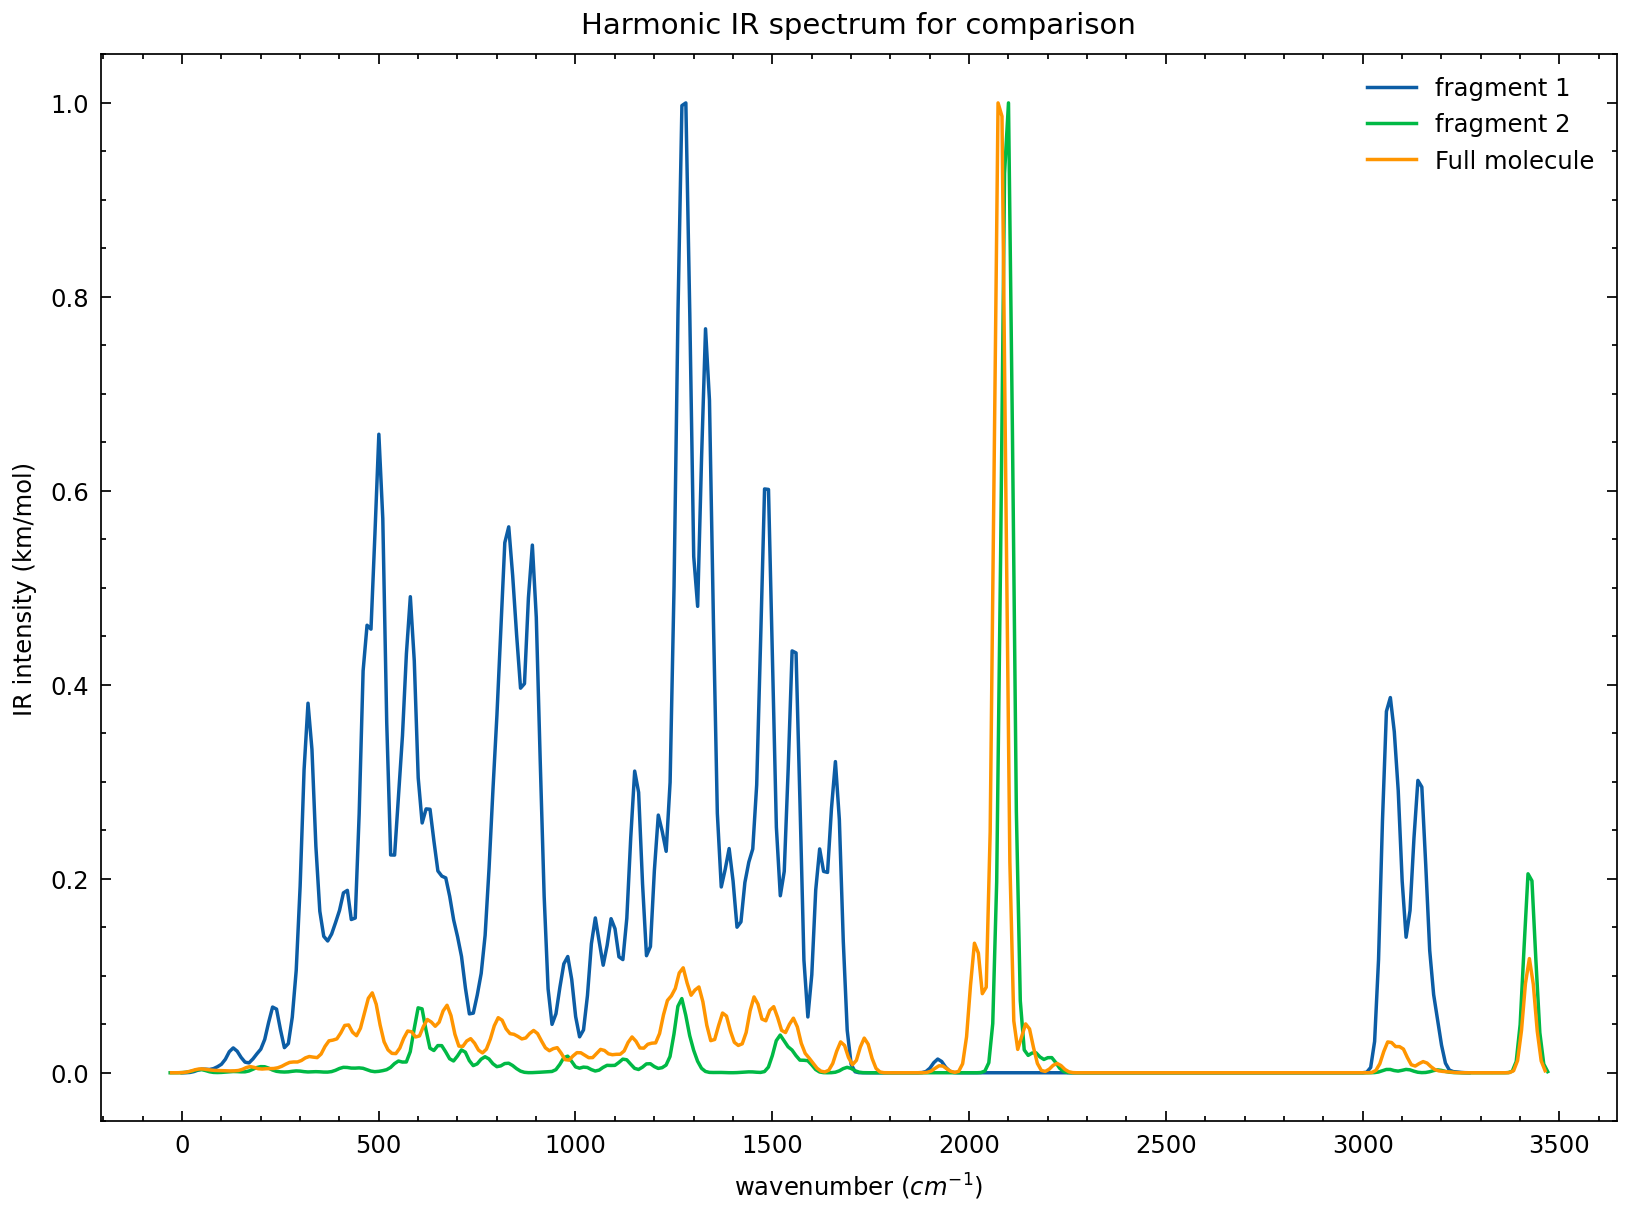 Harmonic IR spectrum for comparison
fragment 1
fragment 2
Full molecule
1.0
0.8
0.6
0.4
0.2
0.0
IR intensity (km/mol)
0 500 1000 1500 2000 2500 3000 3500
wavenumber (cm⁻¹)